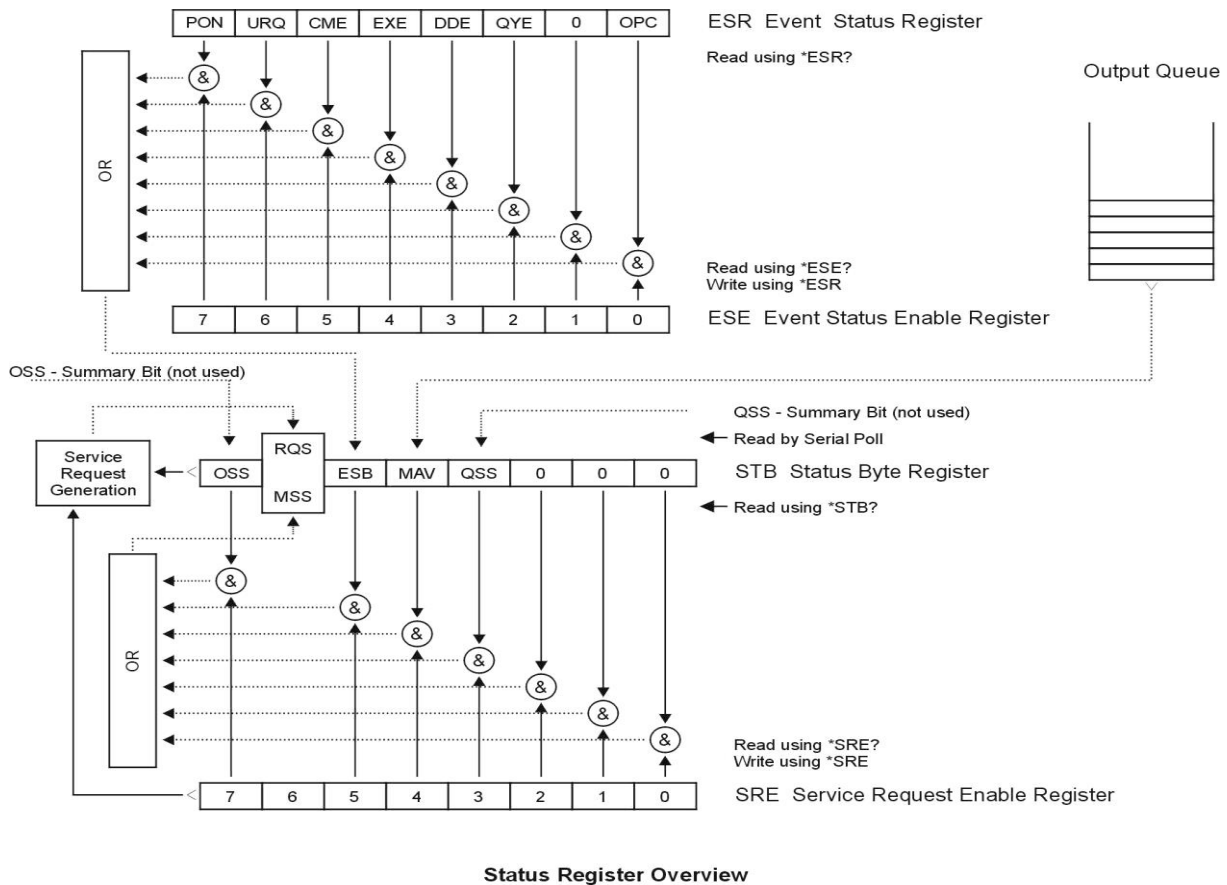 PON URQ CME EXE DDE QYE 0 OPC
ESR Event Status Register
Read using *ESR?
Output Queue
&
&
&
&
&
&
&
&
OR
Read using *ESE?
Write using *ESR
7 6 5 4 3 2 1 0
ESE Event Status Enable Register
OSS - Summary Bit (not used)
QSS - Summary Bit (not used)
Read by Serial Poll
Service
Request
Generation
RQS
MSS
OSS ESB MAV QSS 0 0 0
STB Status Byte Register
Read using *STB?
&
&
&
&
&
&
&
OR
Read using *SRE?
Write using *SRE
7 6 5 4 3 2 1 0
SRE Service Request Enable Register
Status Register Overview